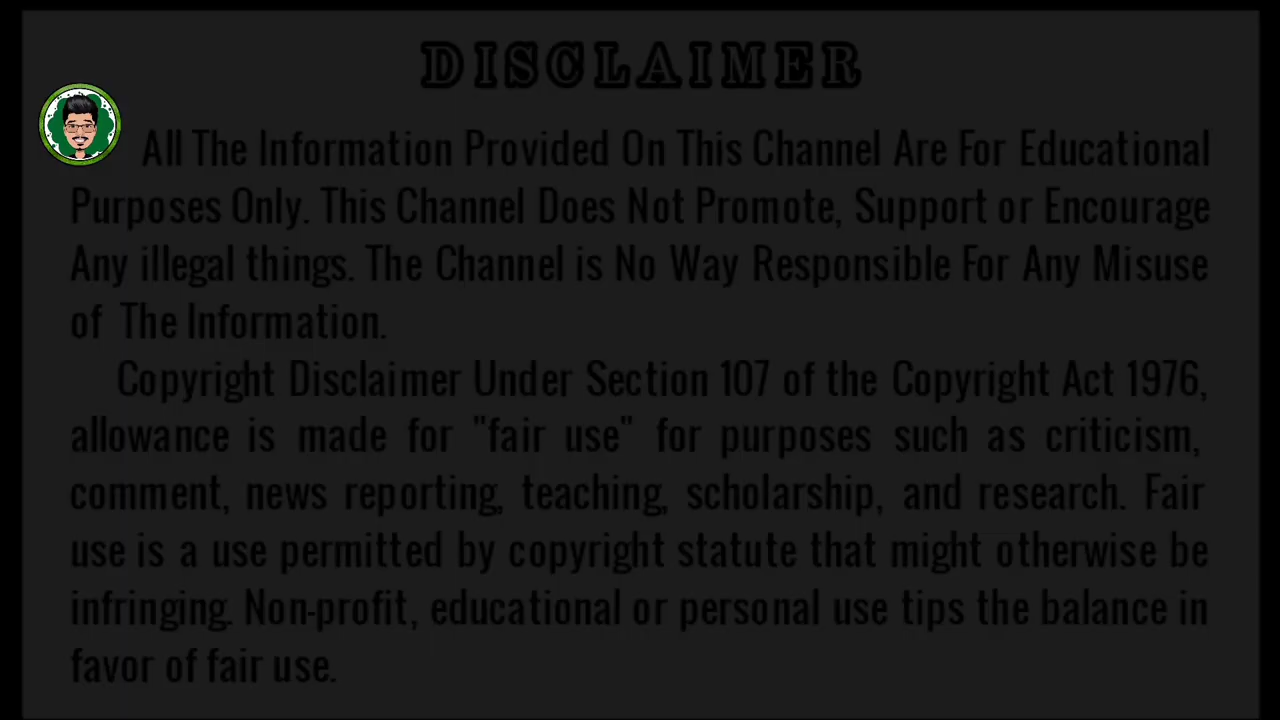 DISCLAIMER
All The Information Provided On This Channel Are For Educational
Purposes Only. This Channel Does Not Promote, Support or Encourage
Any illegal things. The Channel is No Way Responsible For Any Misuse
of The Information.
Copyright Disclaimer Under Section 107 of the Copyright Act 1976,
allowance is made for "fair use" for purposes such as criticism,
comment, news reporting, teaching, scholarship, and research. Fair
use is a use permitted by copyright statute that might otherwise be
infringing. Non-profit, educational or personal use tips the balance in
favor of fair use.